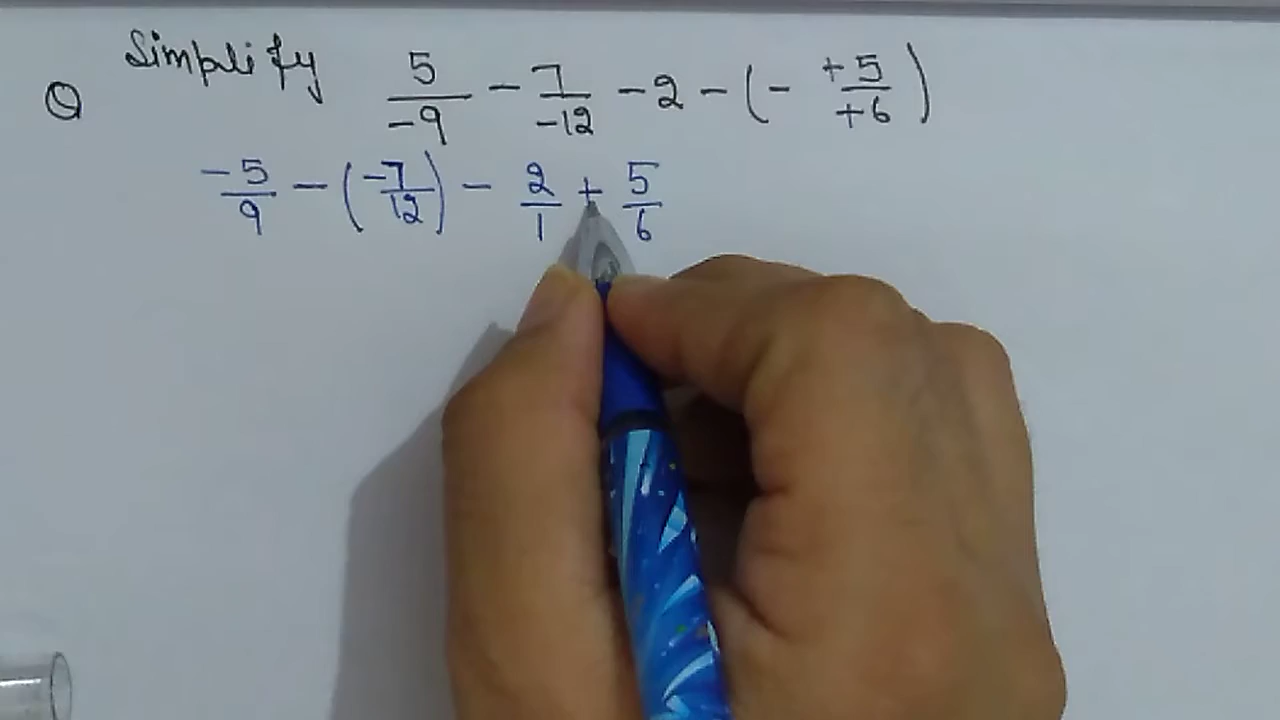 Q Simplify 5/-9 - 7/-12 - 2 - (- +5/+6)
-5/9 - (-7/12) - 2/1 + 5/6